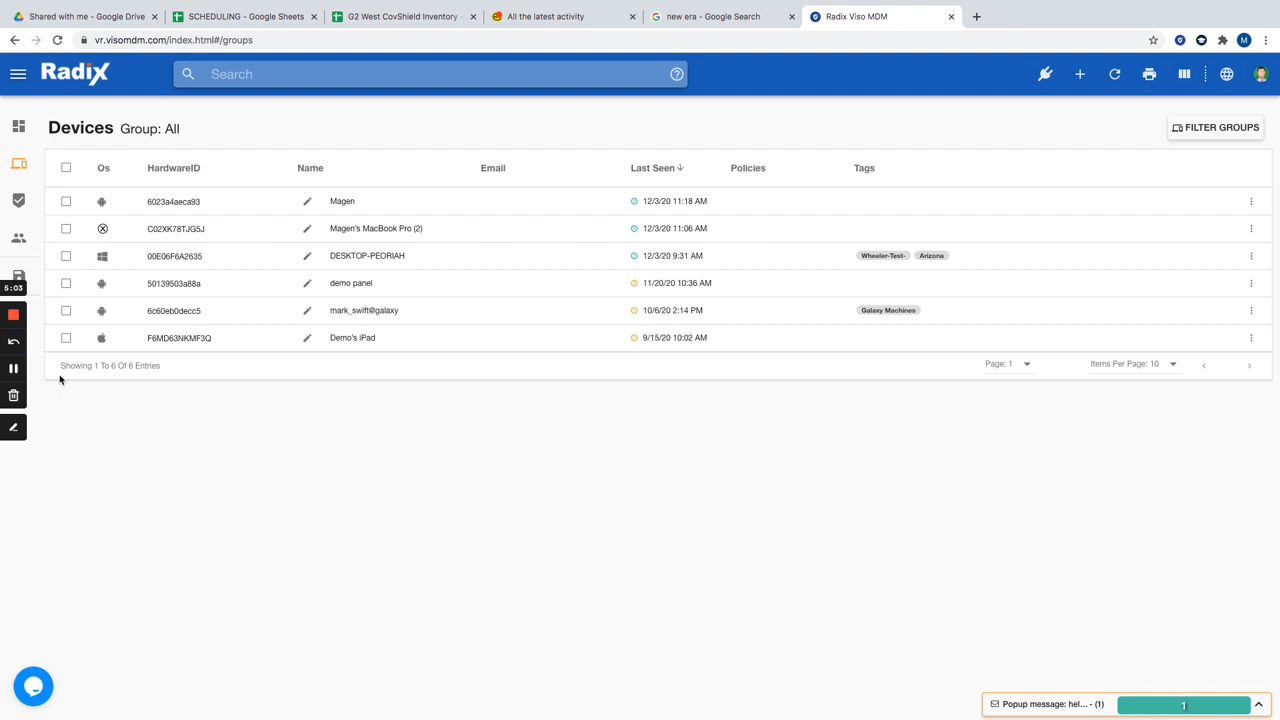 Shared with me - Google Drive
SCHEDULING - Google Sheets
G2 West CovShield Inventory -
All the latest activity
new era - Google Search
Radix Viso MDM
vr.visomdm.com/index.html#/groups
M
RadiX
Search
Devices Group: All
FILTER GROUPS
Os HardwareID Name Email Last Seen Policies Tags
6023a4aeca93 Magen 12/3/20 11:18 AM
C02XK78TJG5J Magen's MacBook Pro (2) 12/3/20 11:06 AM
00E06F6A2635 DESKTOP-PEORIAH 12/3/20 9:31 AM Wheeler-Test- Arizona
50139503a88a demo panel 11/20/20 10:36 AM
6c60eb0decc5 mark_swift@galaxy 10/6/20 2:14 PM Galaxy Machines
F6MD63NKMF3Q Demo's iPad 9/15/20 10:02 AM
5:03
Showing 1 To 6 Of 6 Entries
Page: 1
Items Per Page: 10
Popup message: hel... - (1)
1